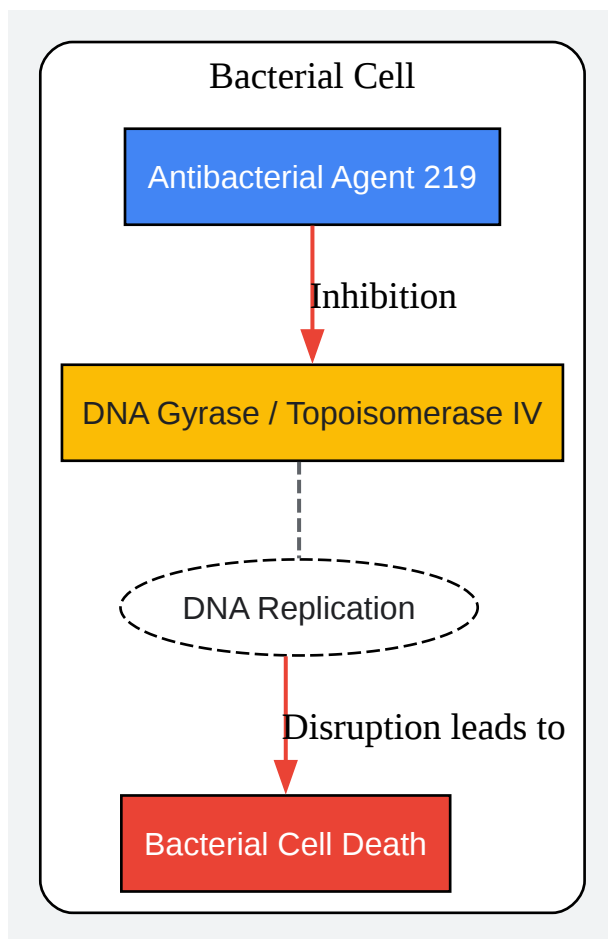 Bacterial Cell
Antibacterial Agent 219
Inhibition
DNA Gyrase / Topoisomerase IV
DNA Replication
Disruption leads to
Bacterial Cell Death